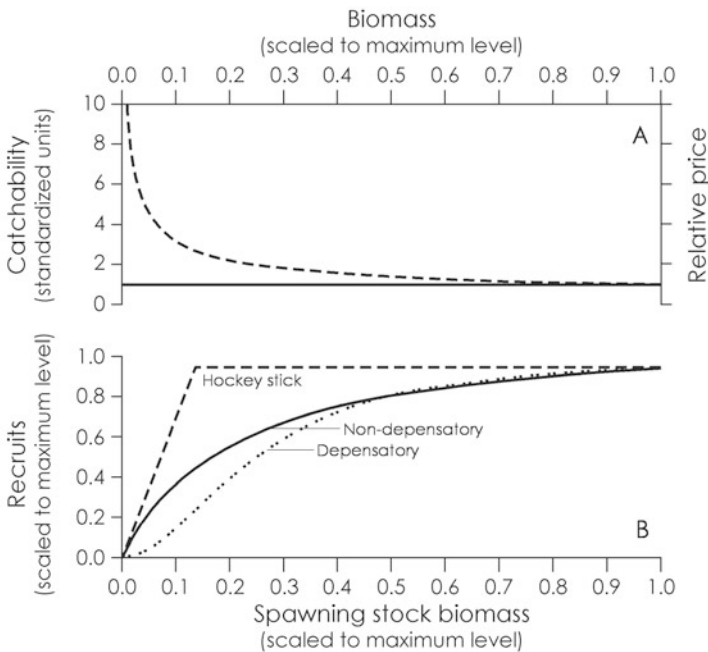 Biomass
(scaled to maximum level)
0.0 0.1 0.2 0.3 0.4 0.5 0.6 0.7 0.8 0.9 1.0
Catchability
(standardized units)
10
8
6
4
2
0
A
Relative price
Recruits
(scaled to maximum level)
1.0
0.8
0.6
0.4
0.2
0.0
Hockey stick
Non-depensatory
Depensatory
B
0.0 0.1 0.2 0.3 0.4 0.5 0.6 0.7 0.8 0.9 1.0
Spawning stock biomass
(scaled to maximum level)